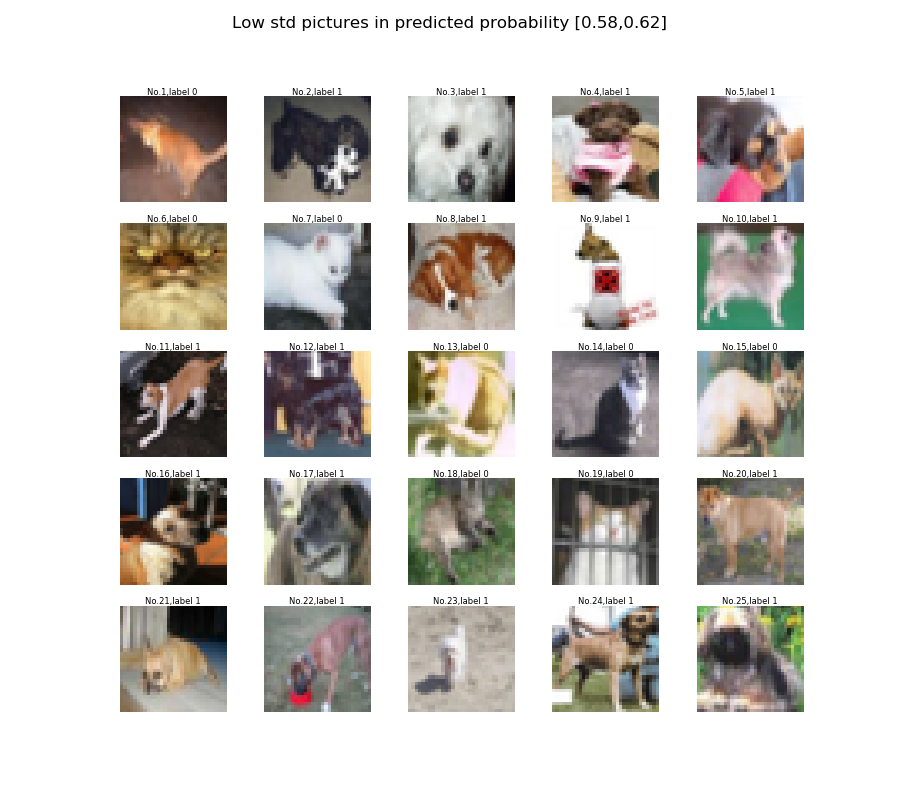 Low std pictures in predicted probability [0.58,0.62]
No.1,label 0
No.2,label 1
No.3,label 1
No.4,label 1
No.5,label 1
No.6,label 0
No.7,label 0
No.8,label 1
No.9,label 1
No.10,label 1
No.11,label 1
No.12,label 1
No.13,label 0
No.14,label 0
No.15,label 0
No.16,label 1
No.17,label 1
No.18,label 0
No.19,label 0
No.20,label 1
No.21,label 1
No.22,label 1
No.23,label 1
No.24,label 1
No.25,label 1